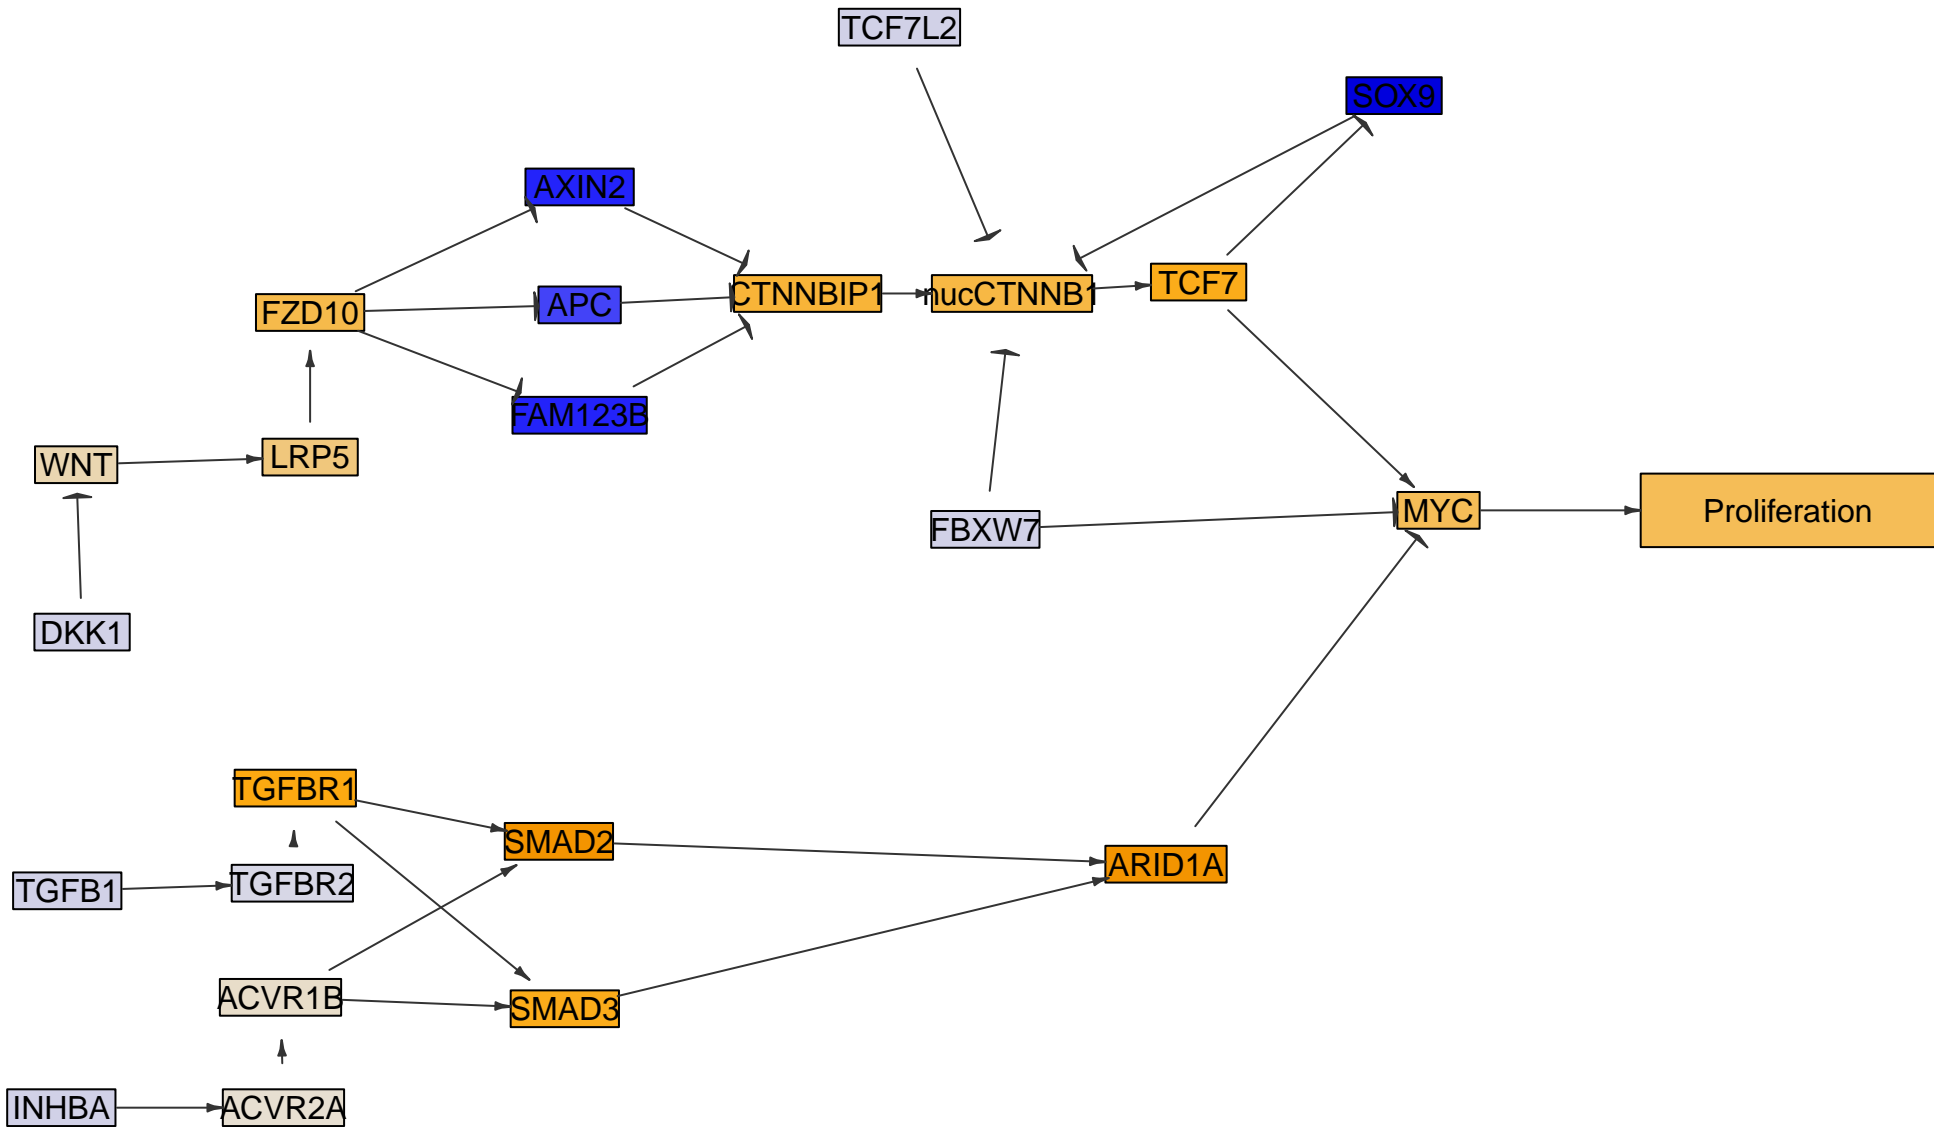 TCF7L2
SOX9
AXIN2
TCF7
CTNNBIP1
nucCTNNB1
APC
FZD10
FAM123B
LRP5
WNT
MYC
Proliferation
FBXW7
DKK1
TGFBR1
SMAD2
ARID1A
TGFBR2
TGFB1
ACVR1B
SMAD3
INHBA
ACVR2A